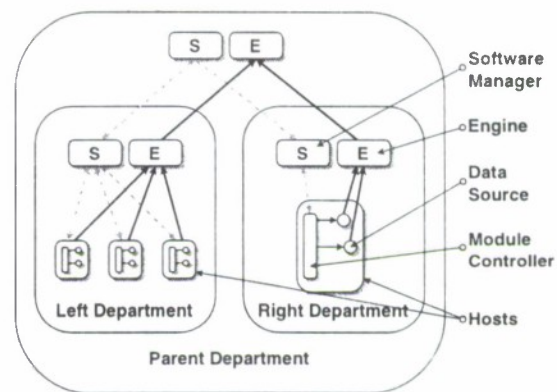 S E
Software
Manager
S E
S E
Engine
Data
Source
Module
Controller
Left Department
Right Department
Hosts
Parent Department